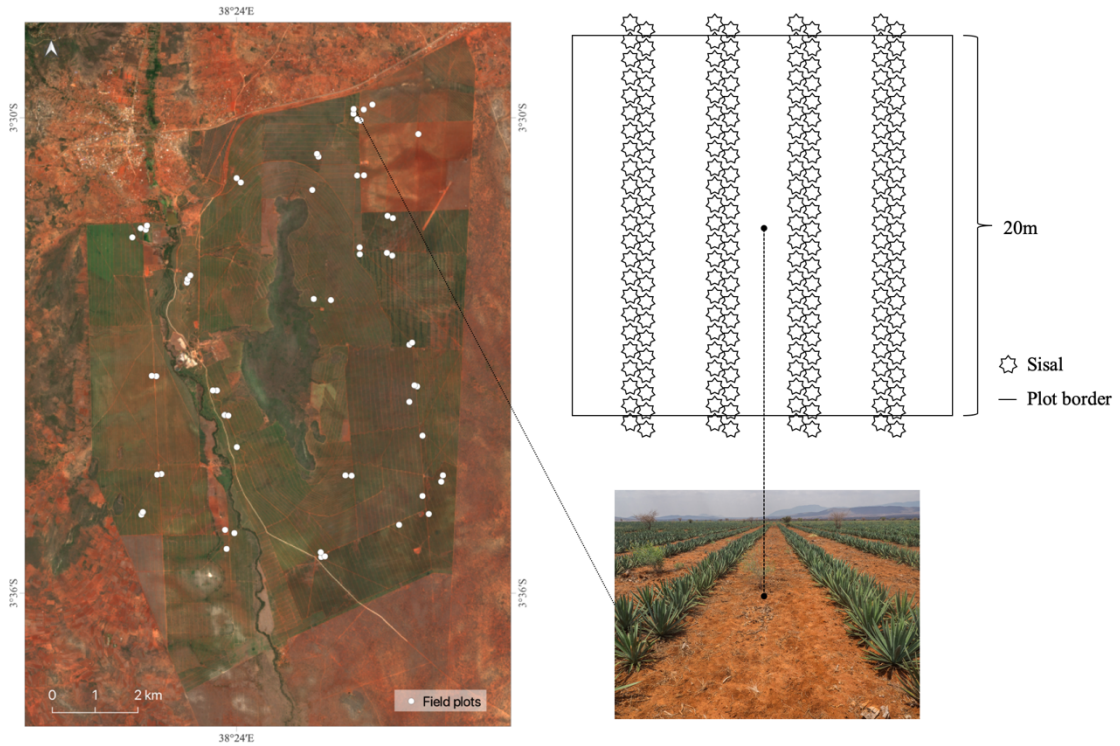 38°24′E
3°30′S
3°30′S
20m
Sisal
Plot border
3°36′S
3°36′S
0 1 2 km
Field plots
38°24′E